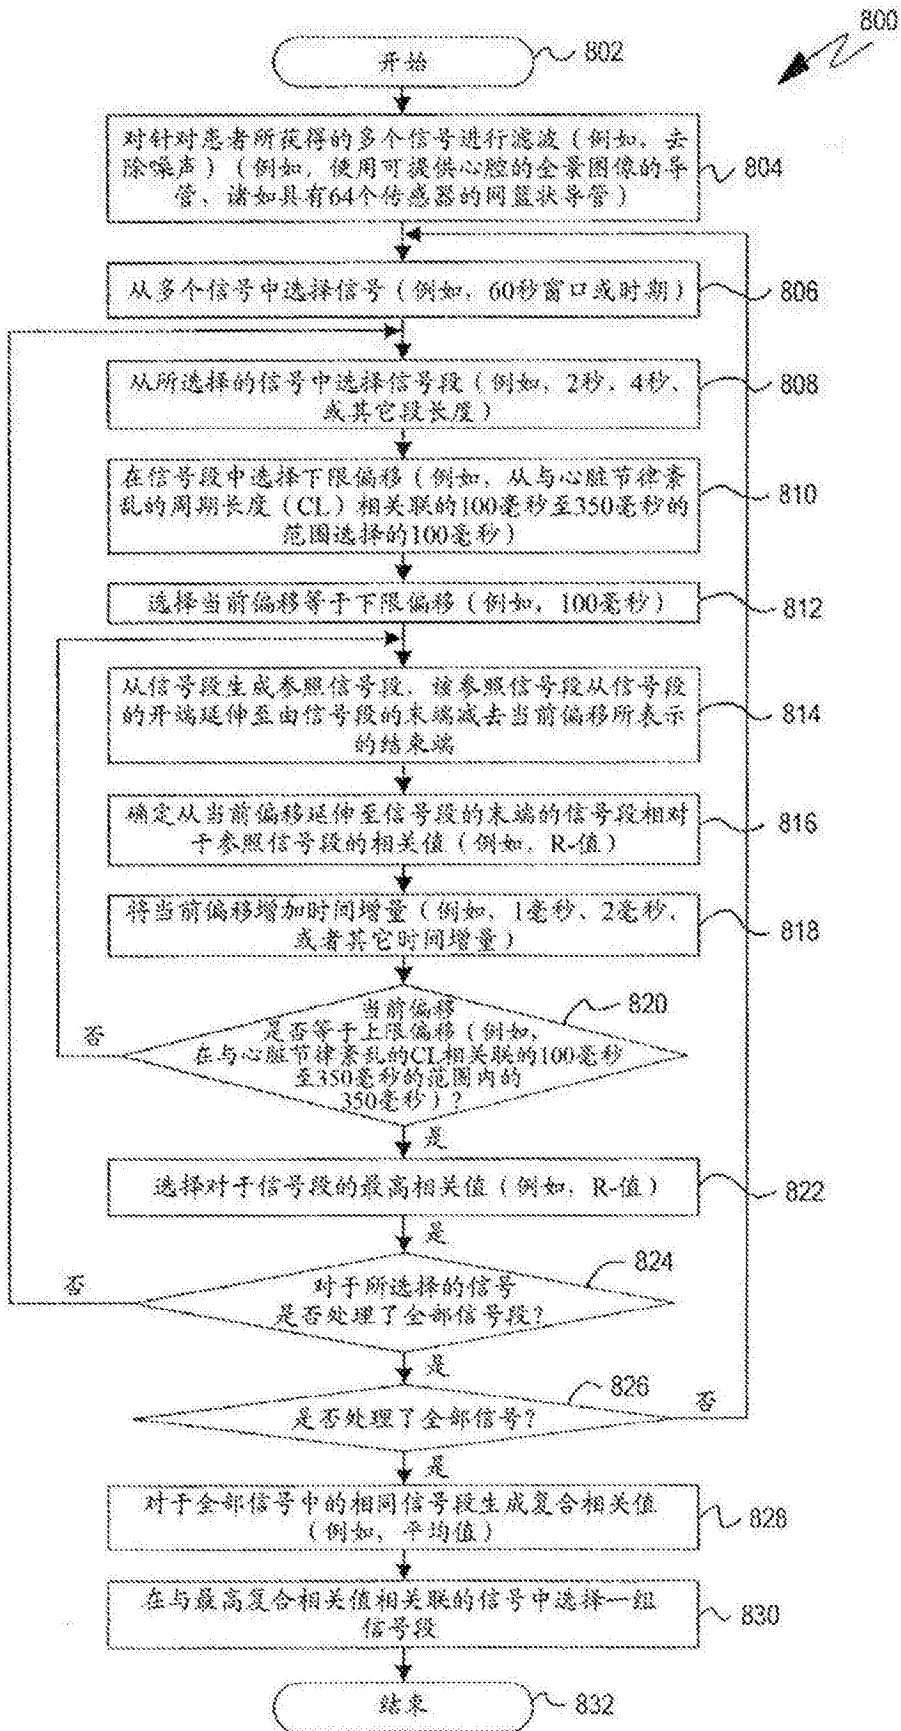 800
开始
802
对针对患者所获得的多个信号进行滤波（例如，去
除噪声）（例如，使用可提供心腔的全景图像的导
管、诸如具有64个传感器的网篮状导管）
804
从多个信号中选择信号（例如，60秒窗口或时期）
806
从所选择的信号中选择信号段（例如，2秒、4秒、
或其它段长度）
808
在信号段中选择下限偏移（例如，从与心脏节律紊
乱的周期长度（CL）相关联的100毫秒至350毫秒的
范围选择的100毫秒）
810
选择当前偏移等于下限偏移（例如，100毫秒）
812
从信号段生成参照信号段，该参照信号段从信号段
的开端延伸至由信号段的末端减去当前偏移所表示
的结束端
814
确定从当前偏移延伸至信号段的末端的信号段相对
于参照信号段的相关值（例如，R-值）
816
将当前偏移增加时间增量（例如，1毫秒、2毫秒、
或者其它时间增量）
818
当前偏移
是否等于上限偏移（例如，
在与心脏节律紊乱的CL相关联的100毫秒
至350毫秒的范围内的
350毫秒）？
820
否
是
选择对于信号段的最高相关值（例如，R-值）
822
是
对于所选择的信号
是否处理了全部信号段？
824
否
是
是否处理了全部信号？
826
否
是
对于全部信号中的相同信号段生成复合相关值
（例如，平均值）
828
在与最高复合相关值相关联的信号中选择一组
信号段
830
结束
832